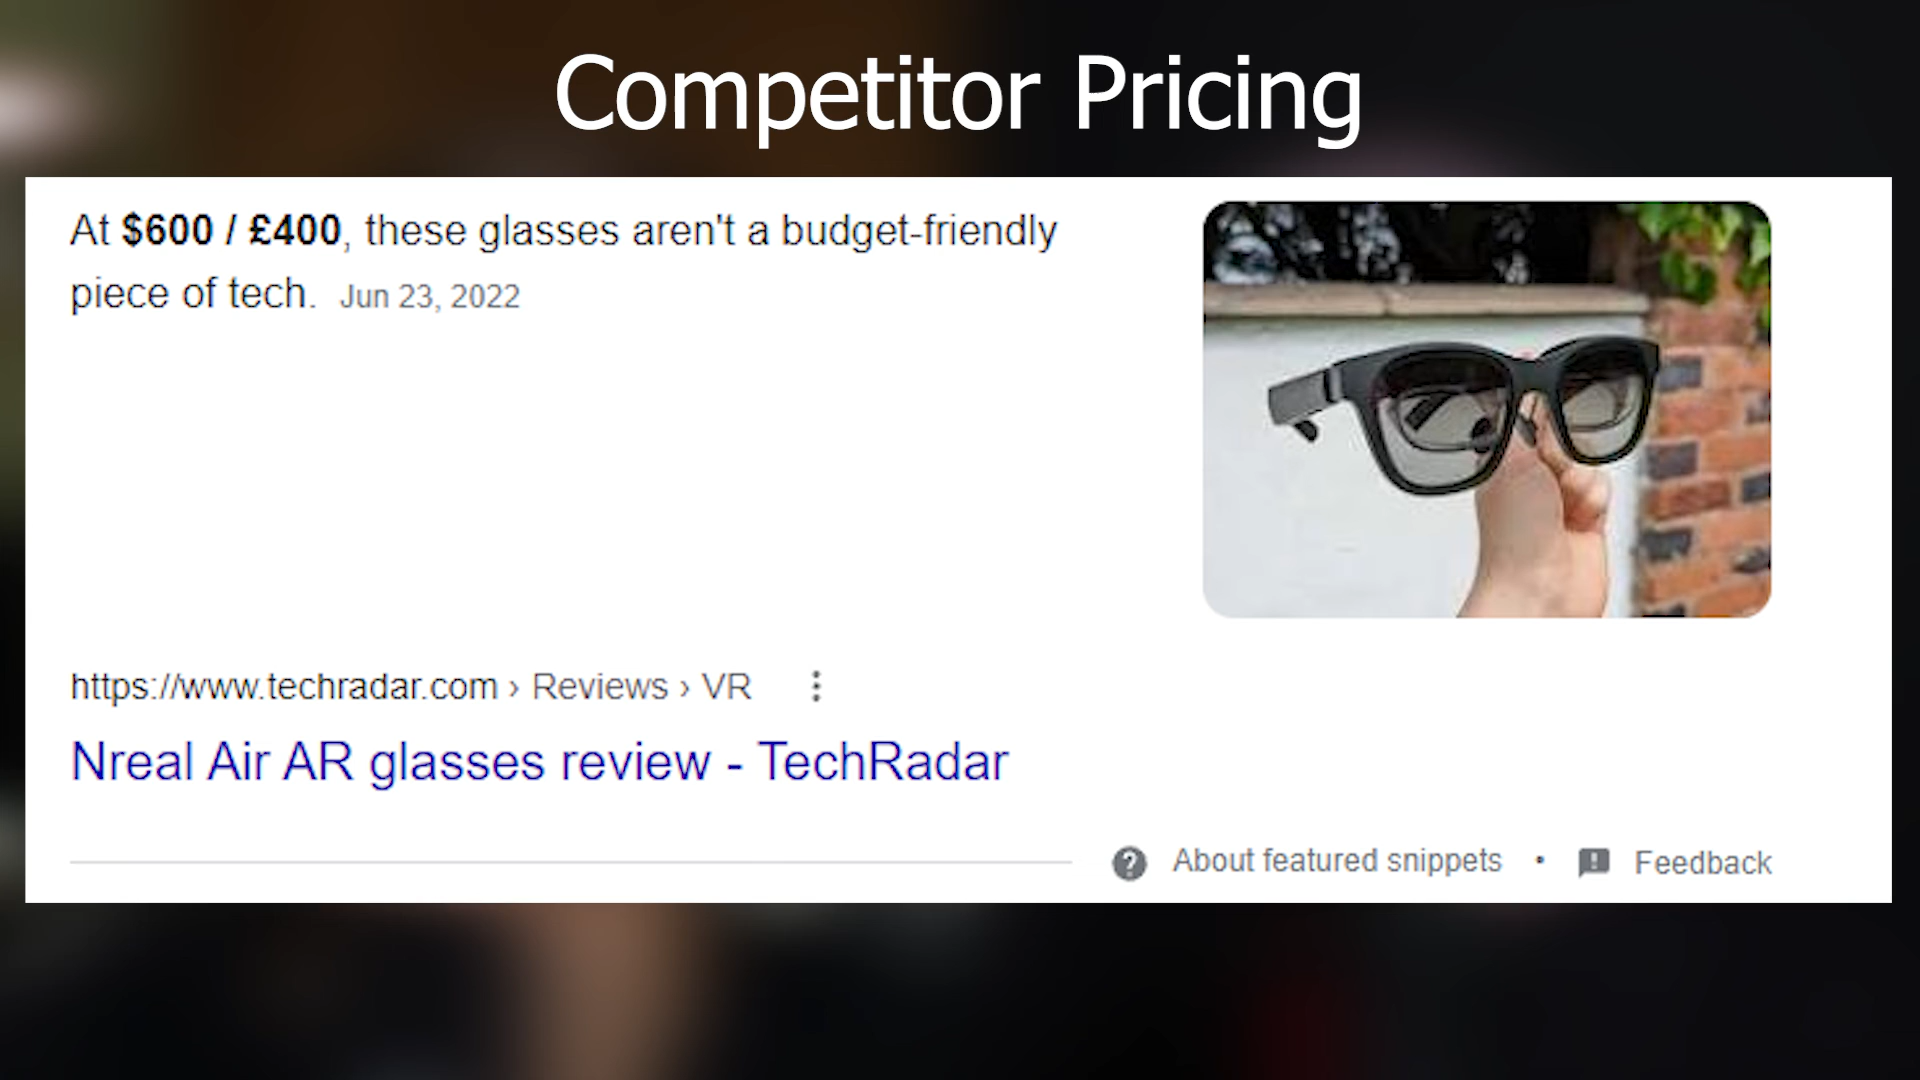 Competitor Pricing
At $600 / £400, these glasses aren't a budget-friendly
piece of tech. Jun 23, 2022
https://www.techradar.com › Reviews › VR
Nreal Air AR glasses review - TechRadar
About featured snippets • Feedback